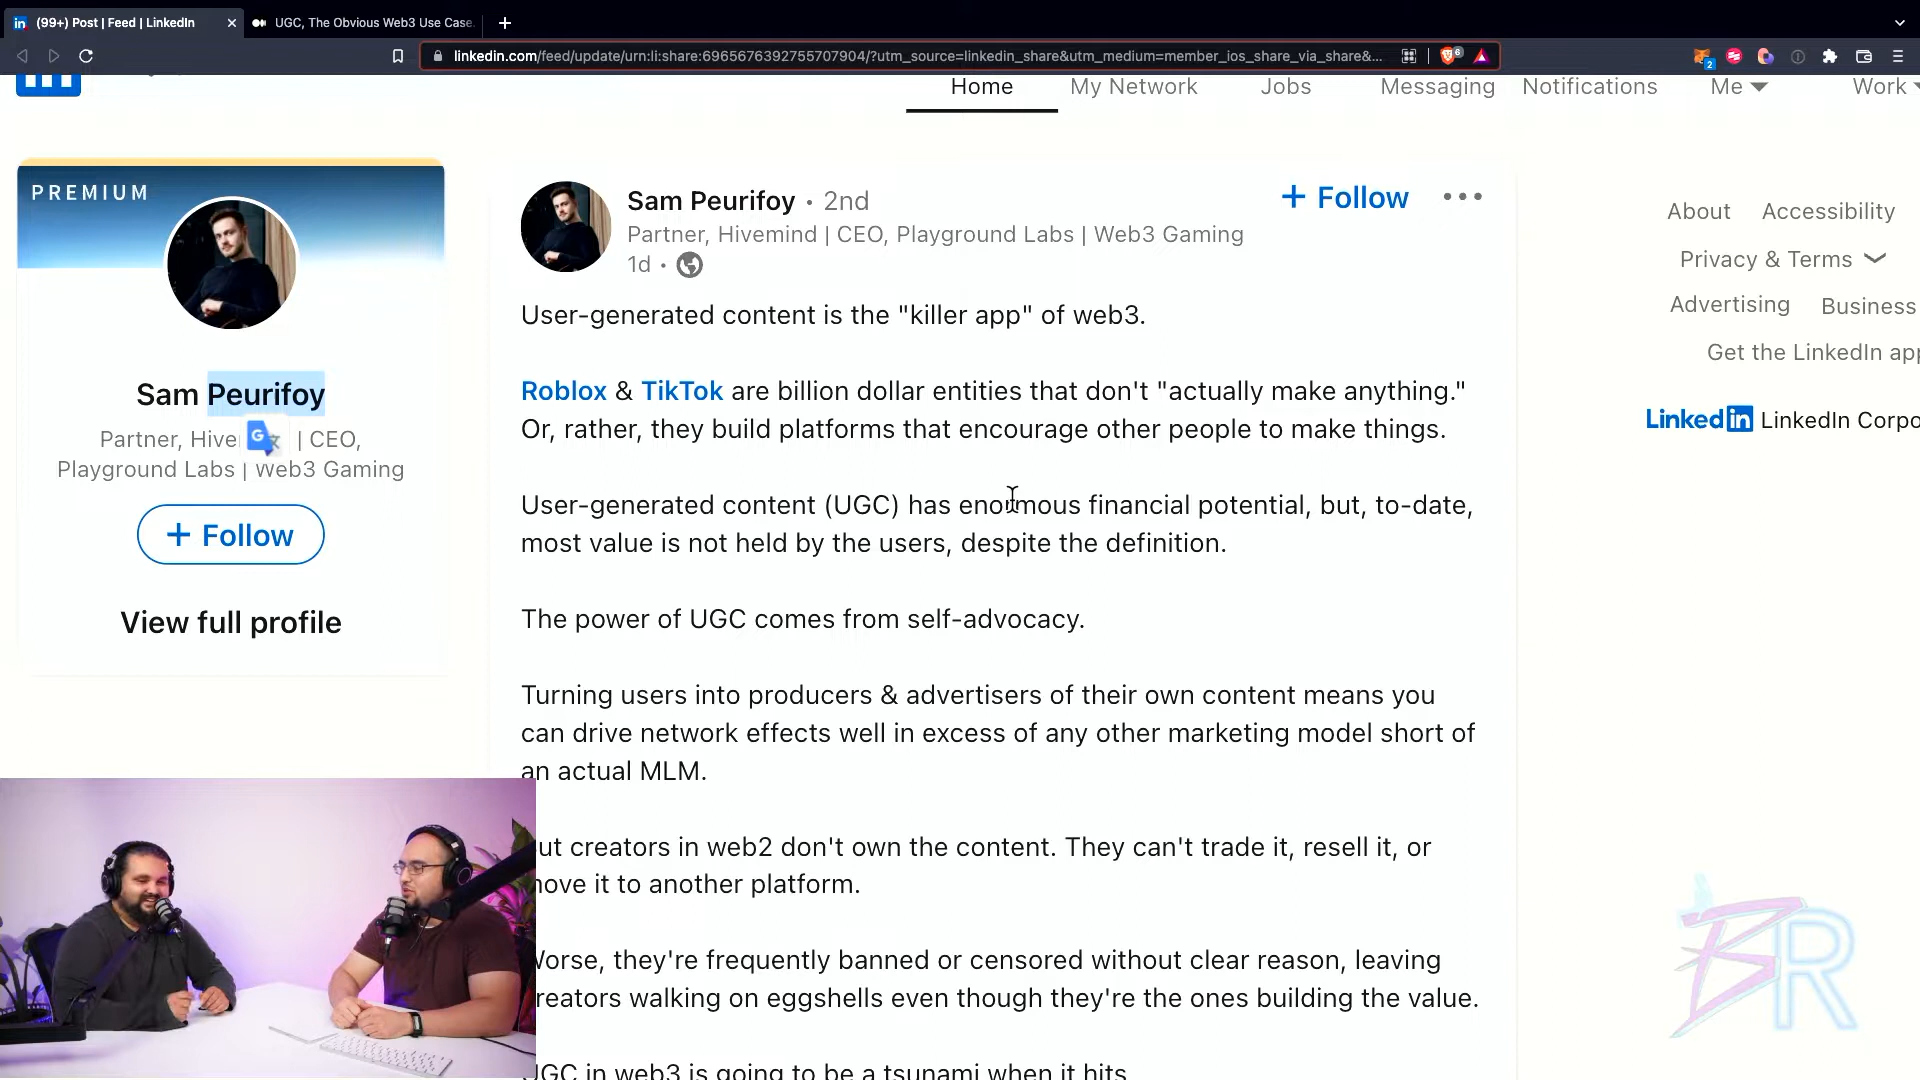 (99+) Post | Feed | LinkedIn
UGC, The Obvious Web3 Use Case.
linkedin.com/feed/update/urn:li:share:6965676392755707904/?utm_source=linkedin_share&utm_medium=member_ios_share_via_share&...
6
2
Home
My Network
Jobs
Messaging
Notifications
Me
Work
PREMIUM
Sam Peurifoy
Partner, Hive | CEO,
Playground Labs | Web3 Gaming
+ Follow
View full profile
Sam Peurifoy • 2nd
Partner, Hivemind | CEO, Playground Labs | Web3 Gaming
1d •
+ Follow
User-generated content is the "killer app" of web3.
Roblox & TikTok are billion dollar entities that don't "actually make anything."
Or, rather, they build platforms that encourage other people to make things.
User-generated content (UGC) has enormous financial potential, but, to-date,
most value is not held by the users, despite the definition.
The power of UGC comes from self-advocacy.
Turning users into producers & advertisers of their own content means you
can drive network effects well in excess of any other marketing model short of
an actual MLM.
ut creators in web2 don't own the content. They can't trade it, resell it, or
move it to another platform.
Worse, they're frequently banned or censored without clear reason, leaving
reators walking on eggshells even though they're the ones building the value.
UGC in web3 is going to be a tsunami when it hits
About Accessibility
Privacy & Terms
Advertising Business
Get the LinkedIn app
LinkedIn LinkedIn Corpo
BR